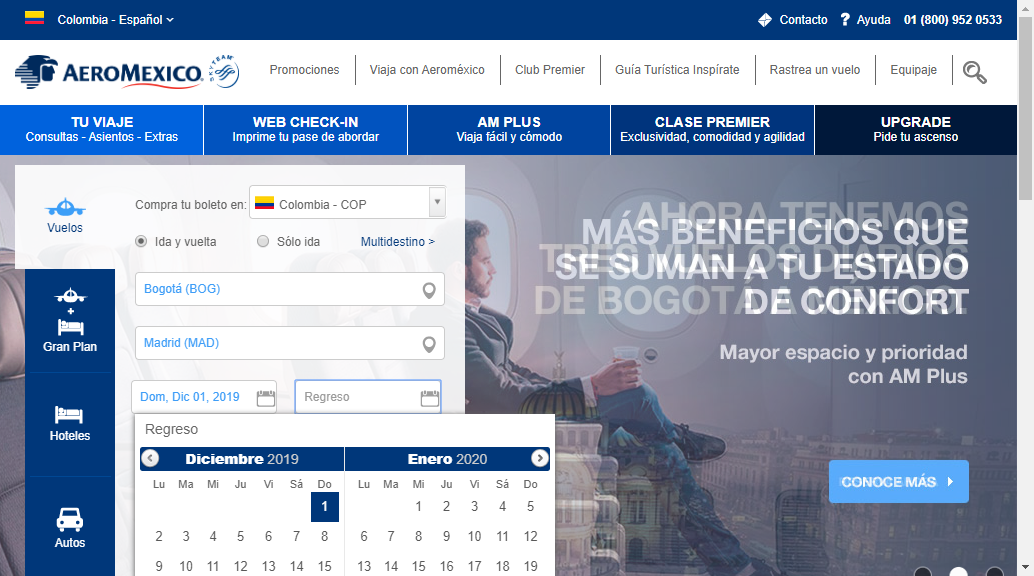 Colombia - Español
Contacto
? Ayuda
01 (800) 952 0533
AEROMEXICO.
SKYTEAM
Promociones
Viaja con Aeroméxico
Club Premier
Guía Turística Inspírate
Rastrea un vuelo
Equipaje
TU VIAJE
Consultas - Asientos - Extras
WEB CHECK-IN
Imprime tu pase de abordar
AM PLUS
Viaja fácil y cómodo
CLASE PREMIER
Exclusividad, comodidad y agilidad
UPGRADE
Pide tu ascenso
Vuelos
+
Gran Plan
Hoteles
Autos
Compra tu boleto en:
Colombia - COP
Ida y vuelta
Sólo ida
Multidestino >
Bogotá (BOG)
Madrid (MAD)
Dom, Dic 01, 2019
Regreso
Regreso
Diciembre 2019
Lu Ma Mi Ju Vi Sá Do
1
2 3 4 5 6 7 8
9 10 11 12 13 14 15
Enero 2020
Lu Ma Mi Ju Vi Sá Do
1 2 3 4 5
6 7 8 9 10 11 12
13 14 15 16 17 18 19
AHORA TENEMOS
DE BOGOTÁ A MÉXICO
MÁS BENEFICIOS QUE
SE SUMAN A TU ESTADO
DE CONFORT
Mayor espacio y prioridad
con AM Plus
CONOCE MÁS